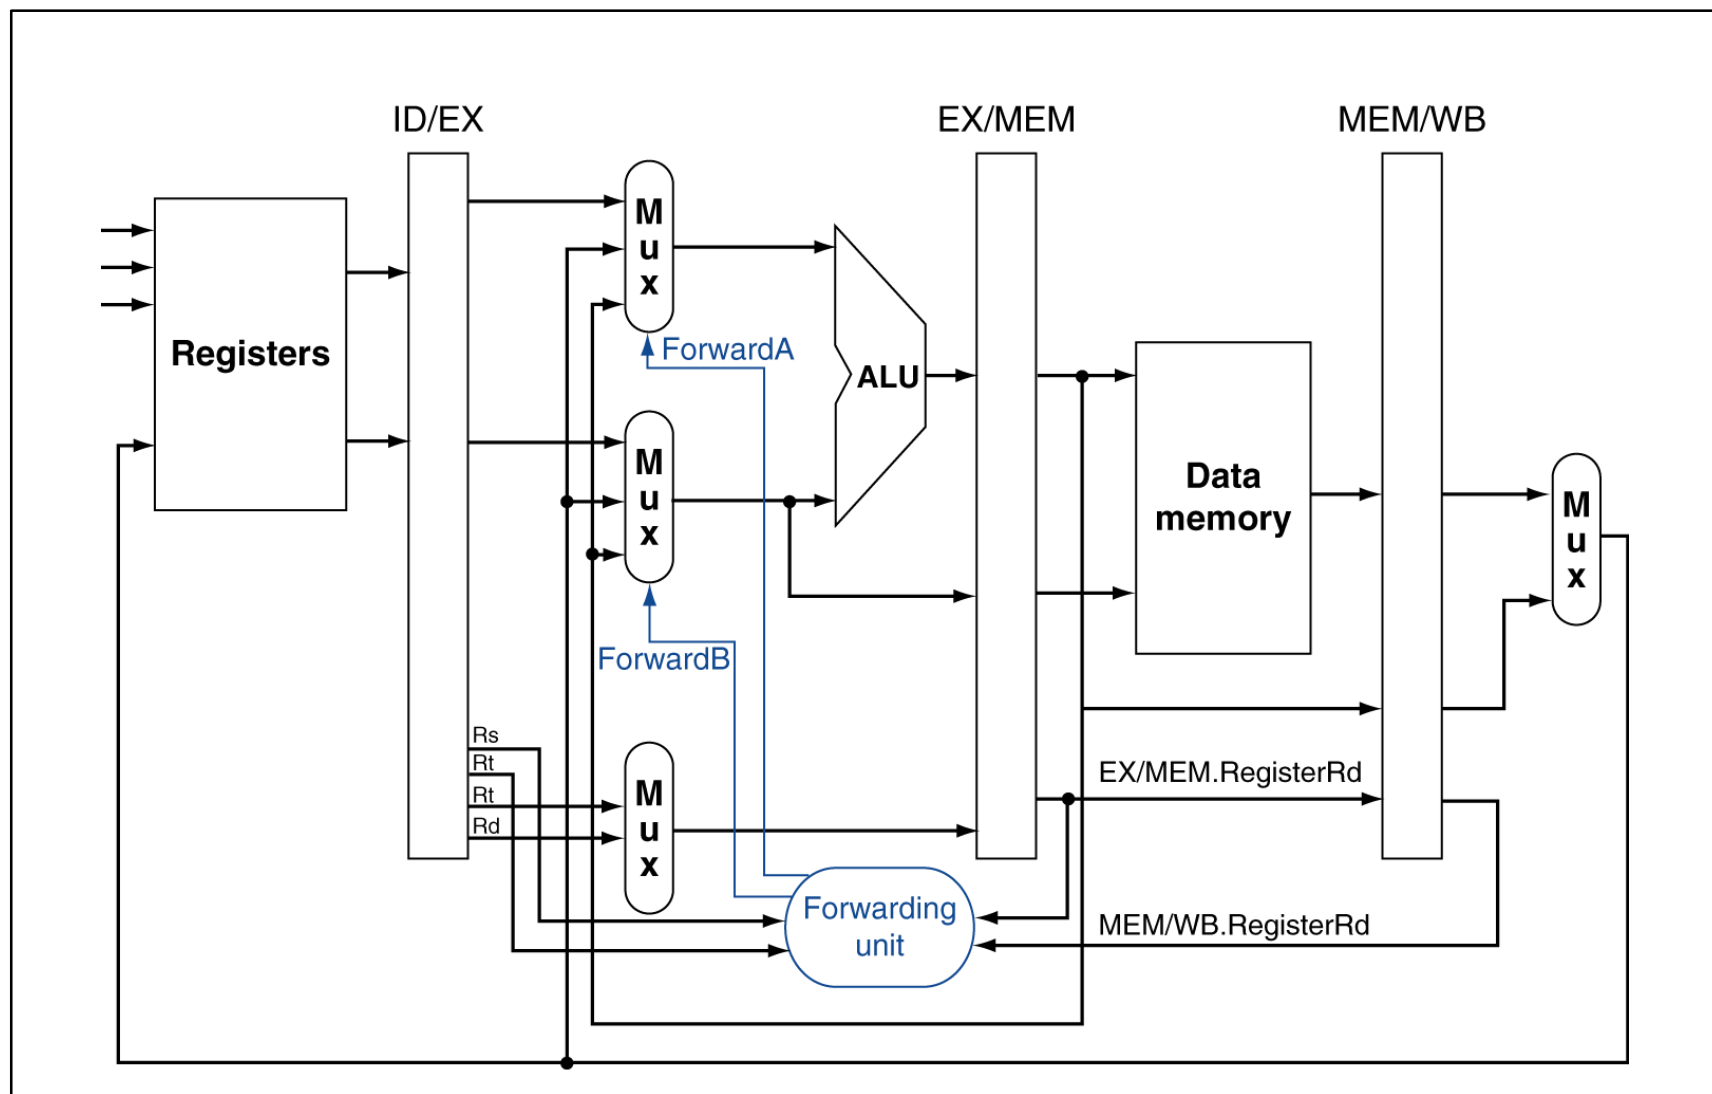 ID/EX
EX/MEM
MEM/WB
Registers
M
u
x
ForwardA
ALU
M
u
x
Data
memory
M
u
x
ForwardB
Rs
Rt
Rt
Rd
M
u
x
EX/MEM.RegisterRd
Forwarding
unit
MEM/WB.RegisterRd